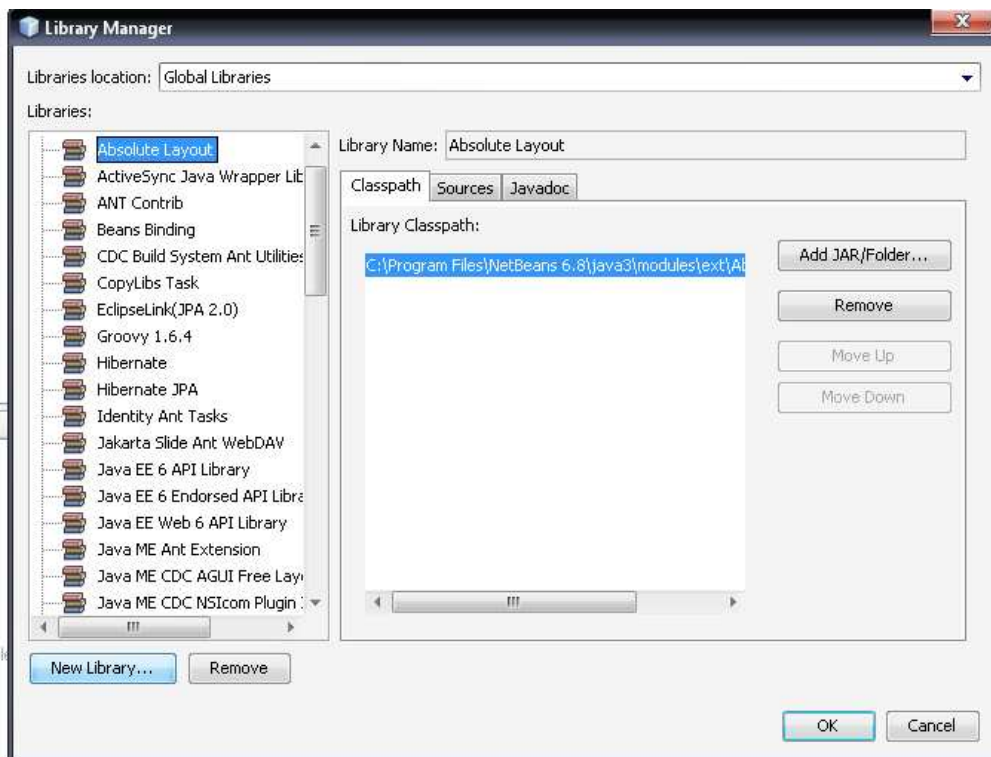 Library Manager
Libraries location: Global Libraries
Libraries:
Absolute Layout
ActiveSync Java Wrapper Lib
ANT Contrib
Beans Binding
CDC Build System Ant Utilities
CopyLibs Task
EclipseLink(JPA 2.0)
Groovy 1.6.4
Hibernate
Hibernate JPA
Identity Ant Tasks
Jakarta Slide Ant WebDAV
Java EE 6 API Library
Java EE 6 Endorsed API Libra
Java EE Web 6 API Library
Java ME Ant Extension
Java ME CDC AGUI Free Lay
Java ME CDC NSIcom Plugin
New Library...
Remove
Library Name: Absolute Layout
Classpath Sources Javadoc
Library Classpath:
C:\Program Files\NetBeans 6.8\java3\modules\ext\Ab
Add JAR/Folder...
Remove
Move Up
Move Down
OK Cancel